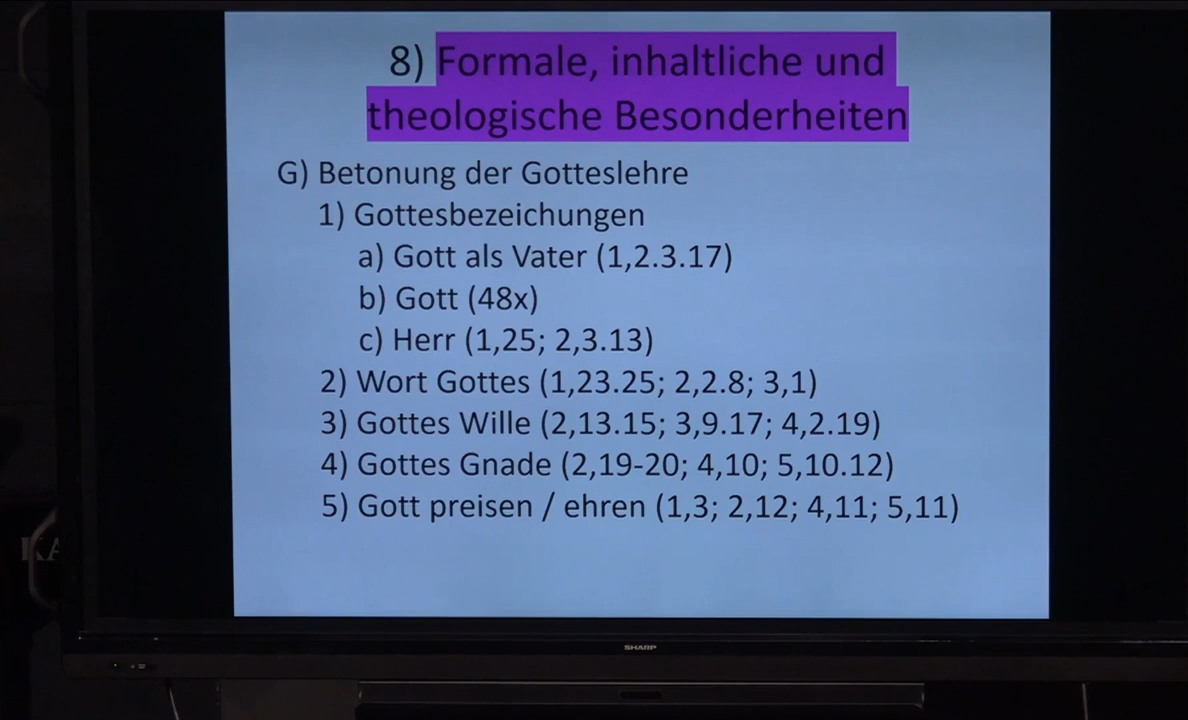 8) Formale, inhaltliche und
theologische Besonderheiten
G) Betonung der Gotteslehre
1) Gottesbezeichungen
a) Gott als Vater (1,2.3.17)
b) Gott (48x)
c) Herr (1,25; 2,3.13)
2) Wort Gottes (1,23.25; 2,2.8; 3,1)
3) Gottes Wille (2,13.15; 3,9.17; 4,2.19)
4) Gottes Gnade (2,19-20; 4,10; 5,10.12)
5) Gott preisen / ehren (1,3; 2,12; 4,11; 5,11)
KA
SHARP